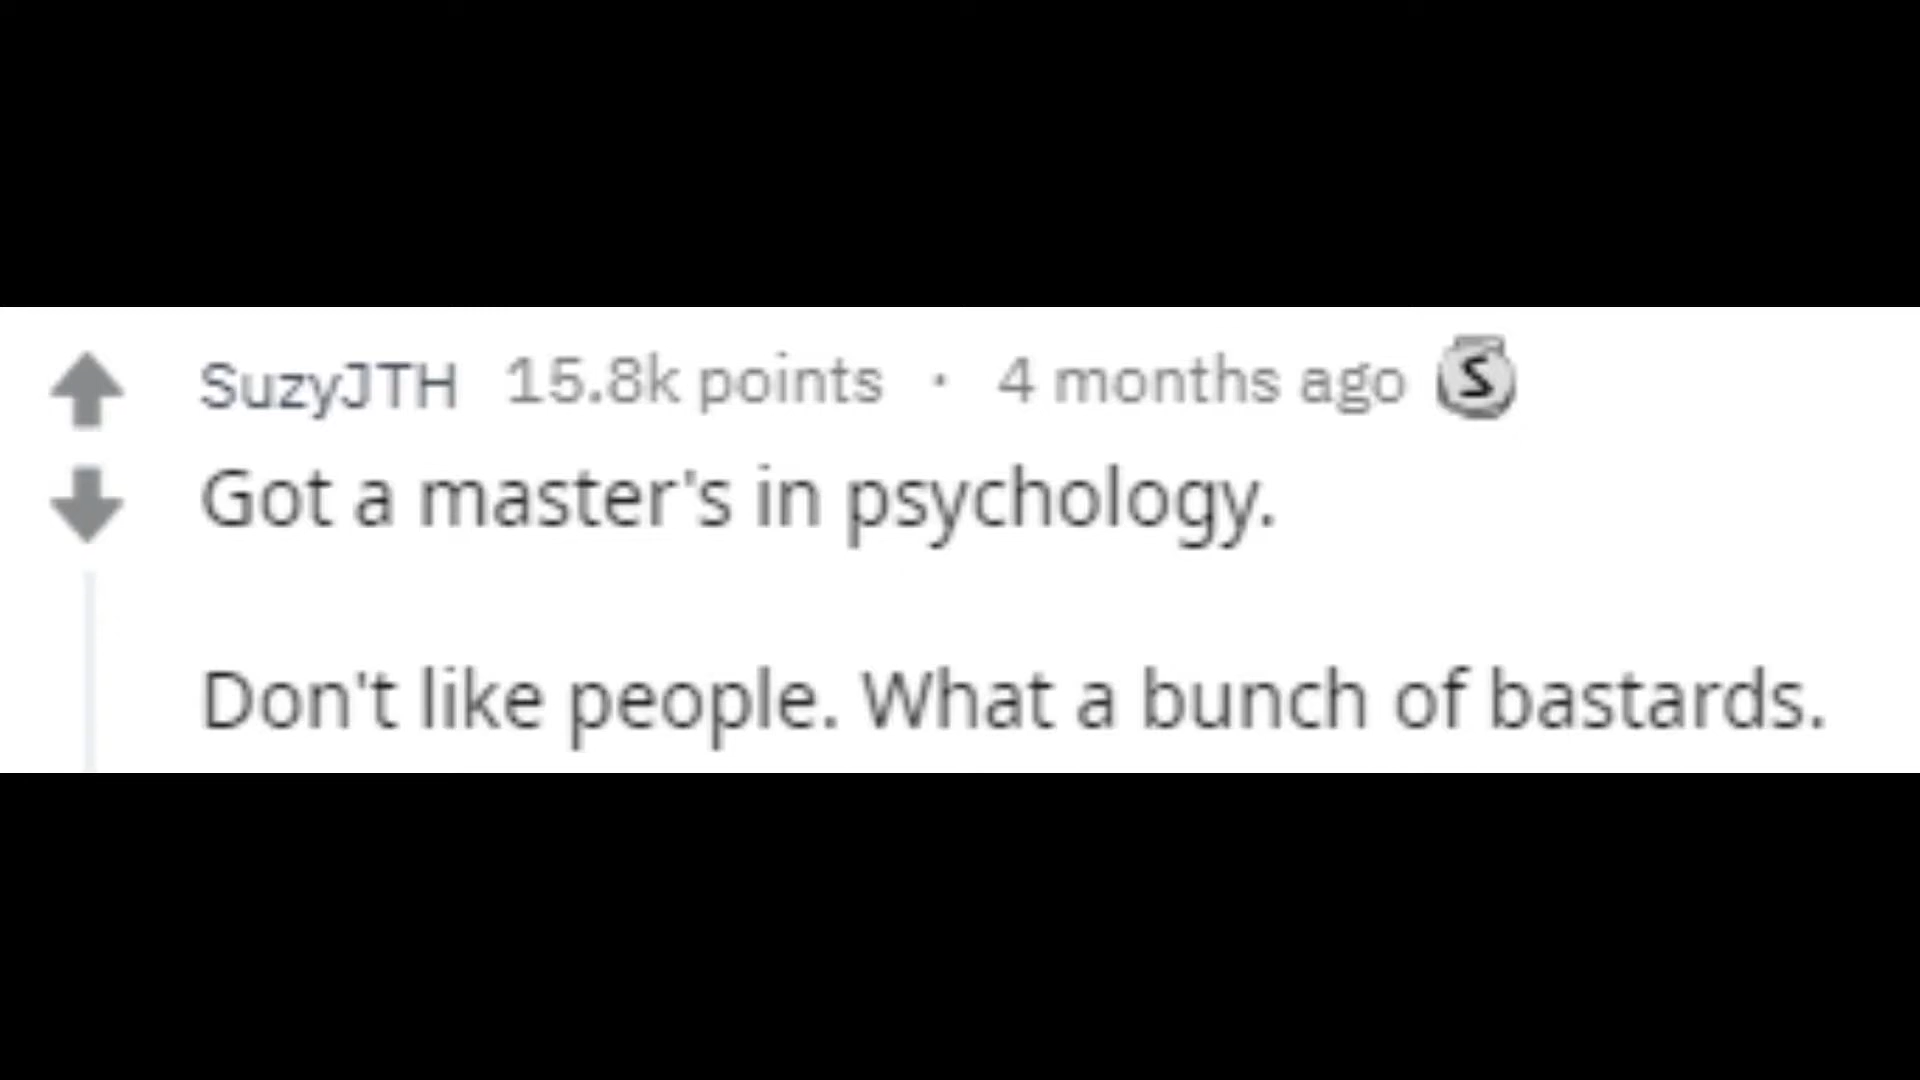 SuzyJTH 15.8k points · 4 months ago S
Got a master's in psychology.
Don't like people. What a bunch of bastards.